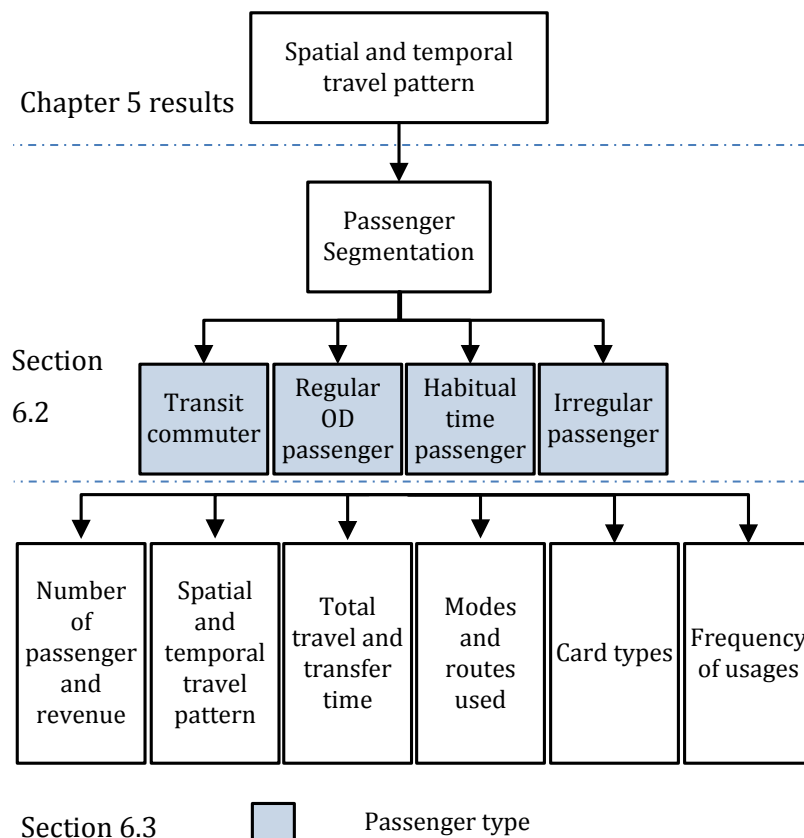 Spatial and temporal
travel pattern
Chapter 5 results
Passenger
Segmentation
Section
6.2
Transit
commuter
Regular
OD
passenger
Habitual
time
passenger
Irregular
passenger
Number
of
passenger
and
revenue
Spatial
and
temporal
travel
pattern
Total
travel and
transfer
time
Modes
and
routes
used
Card types
Frequency
of usages
Section 6.3
Passenger type